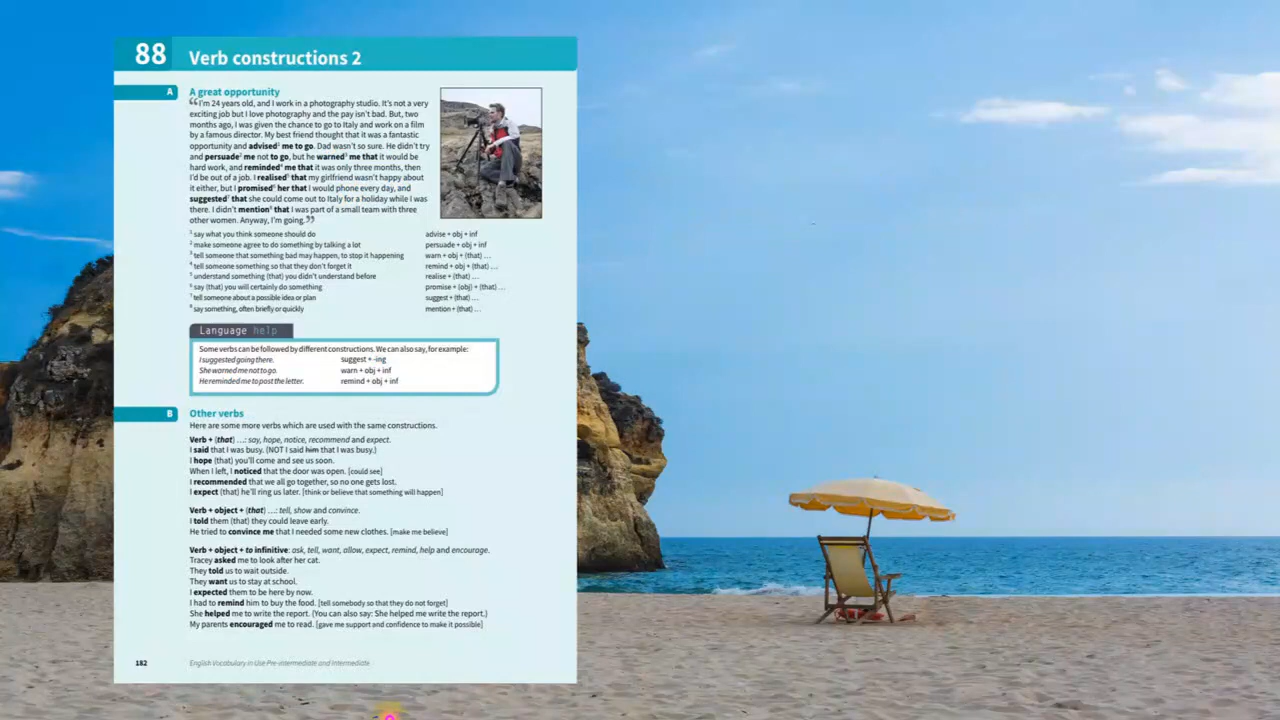 88 Verb constructions 2
A A great opportunity
“I'm 24 years old, and I work in a photography studio. It's not a very
exciting job but I love photography and the pay isn't bad. But, two
months ago, I was given the chance to go to Italy and work on a film
by a famous director. My best friend thought that it was a fantastic
opportunity and advised¹ me to go. Dad wasn't so sure. He didn't try
and persuade² me not to go, but he warned³ me that it would be
hard work, and reminded⁴ me that it was only three months, then
I'd be out of a job. I realised⁵ that my girlfriend wasn't happy about
it either, but I promised⁶ her that I would phone every day, and
suggested⁷ that she could come out to Italy for a holiday while I was
there. I didn't mention⁸ that I was part of a small team with three
other women. Anyway, I'm going.”
¹ say what you think someone should do advise + obj + inf
² make someone agree to do something by talking a lot persuade + obj + inf
³ tell someone that something bad may happen, to stop it happening warn + obj + (that) …
⁴ tell someone something so that they don't forget it remind + obj + (that) …
⁵ understand something (that) you didn't understand before realise + (that) …
⁶ say (that) you will certainly do something promise + (obj) + (that) …
⁷ tell someone about a possible idea or plan suggest + (that) …
⁸ say something, often briefly or quickly mention + (that) …
Language help
Some verbs can be followed by different constructions. We can also say, for example:
I suggested going there. suggest + -ing
She warned me not to go. warn + obj + inf
He reminded me to post the letter. remind + obj + inf
B Other verbs
Here are some more verbs which are used with the same constructions.
Verb + (that) …: say, hope, notice, recommend and expect.
I said that I was busy. (NOT I said him that I was busy.)
I hope (that) you'll come and see us soon.
When I left, I noticed that the door was open. [could see]
I recommended that we all go together, so no one gets lost.
I expect (that) he'll ring us later. [think or believe that something will happen]
Verb + object + (that) …: tell, show and convince.
I told them (that) they could leave early.
He tried to convince me that I needed some new clothes. [make me believe]
Verb + object + to infinitive: ask, tell, want, allow, expect, remind, help and encourage.
Tracey asked me to look after her cat.
They told us to wait outside.
They want us to stay at school.
I expected them to be here by now.
I had to remind him to buy the food. [tell somebody so that they do not forget]
She helped me to write the report. (You can also say: She helped me write the report.)
My parents encouraged me to read. [gave me support and confidence to make it possible]
182 English Vocabulary in Use Pre-intermediate and Intermediate